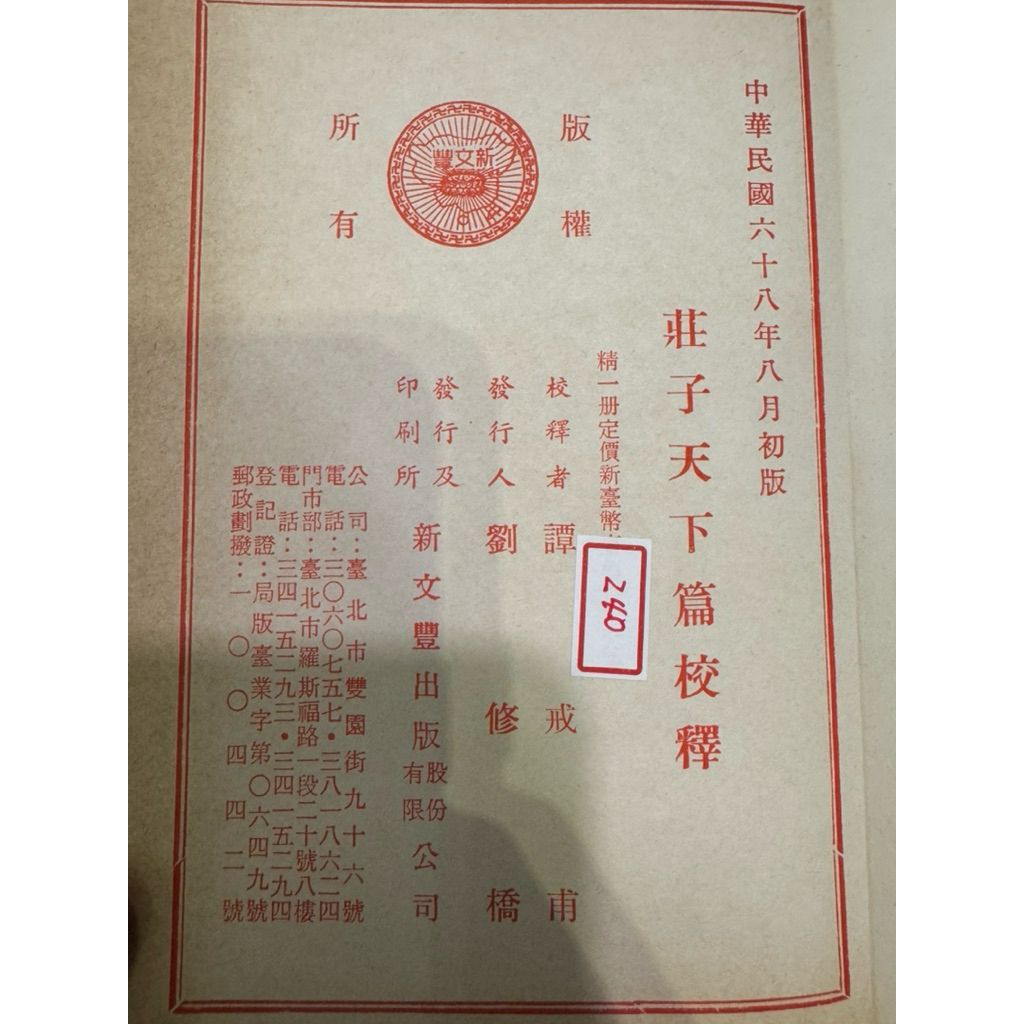 中華民國六十八年八月初版
莊子天下篇校釋
精一册定價新臺幣
版權
所有
新文豐
校釋者 譚戒甫
發行人 劉修橋
發行及印刷所 新文豐出版股份有限公司
公司：臺北市雙園街九十六號
電話：三〇六〇七五七・三八一八六二四
門市部：臺北市羅斯福路一段二十號八樓
電話：三四一五二九三・三四一五二九四
登記證：局版臺業字第〇六四九號
郵政劃撥：一〇〇四四二號